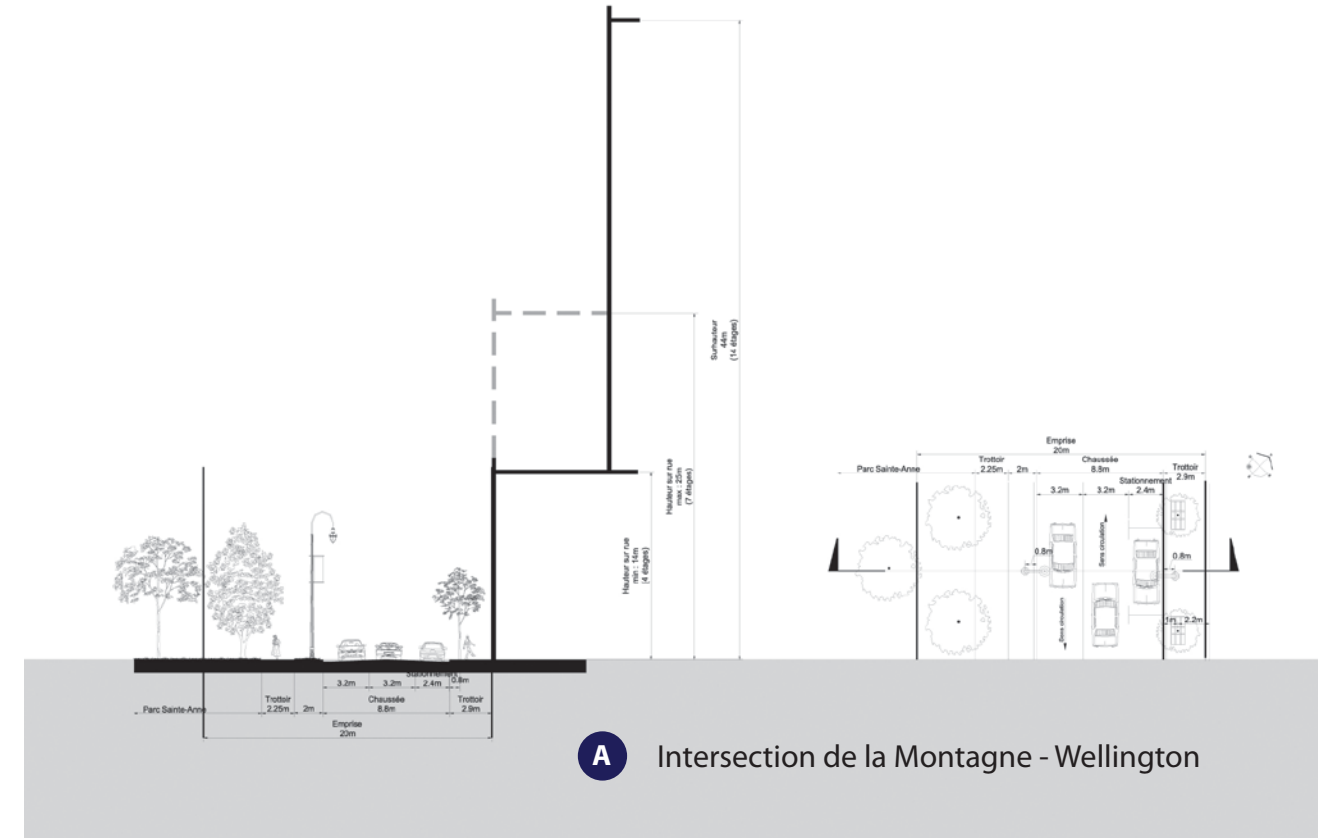 Surhauteur
44m
(14 étages)
Hauteur sur rue
max : 25m
(7 étages)
Hauteur sur rue
min : 14m
(4 étages)
Stationnement
3.2m 3.2m 2.4m 0.8m
Parc Sainte-Anne
Trottoir
2.25m
2m
Chaussée
8.8m
Trottoir
2.9m
Emprise
20m
Emprise
20m
Parc Sainte-Anne
Trottoir
2.25m
2m
Chaussée
8.8m
Trottoir
2.9m
Stationnement
3.2m 3.2m 2.4m
0.8m
Sens circulation
0.8m
Sens circulation
1m 2.2m
A Intersection de la Montagne - Wellington